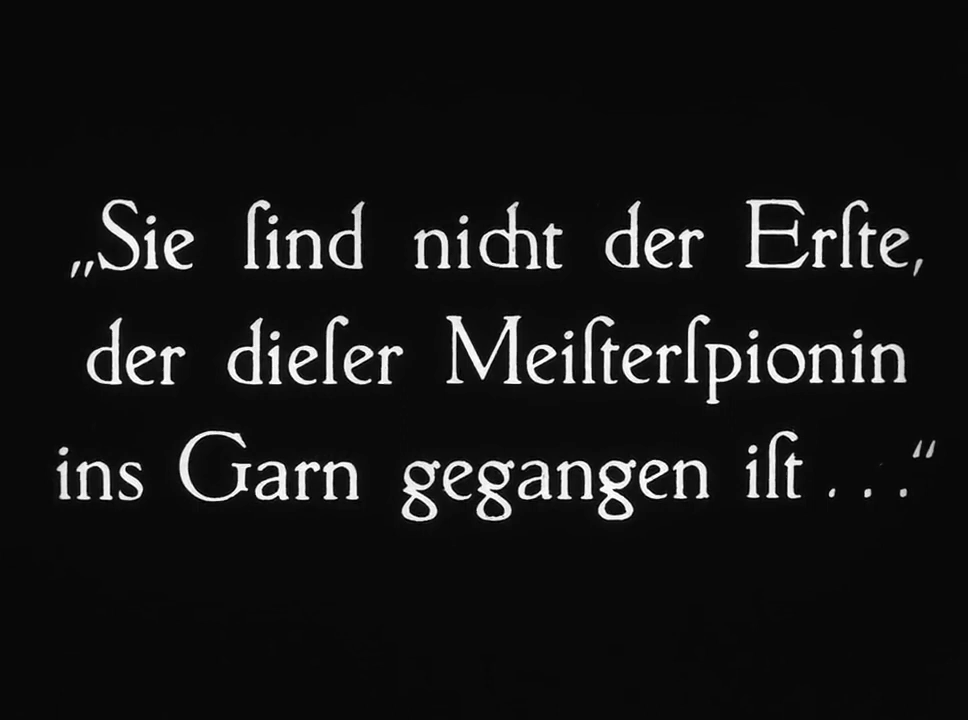 „Sie ſind nicht der Erſte,
der dieſer Meiſterſpionin
ins Garn gegangen iſt . . .“